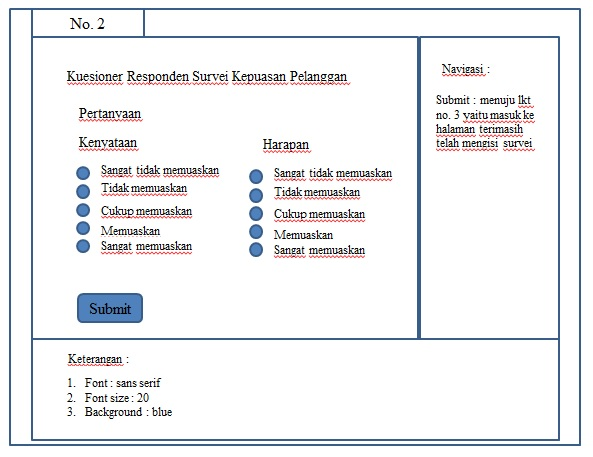 No. 2
Kuesioner Responden Survei Kepuasan Pelanggan
Pertanyaan
Kenyataan
Sangat tidak memuaskan
Tidak memuaskan
Cukup memuaskan
Memuaskan
Sangat memuaskan
Harapan
Sangat tidak memuaskan
Tidak memuaskan
Cukup memuaskan
Memuaskan
Sangat memuaskan
Submit
Navigasi :
Submit : menuju lkt
no. 3 yaitu masuk ke
halaman terimasih
telah mengisi survei
Keterangan :
1. Font : sans serif
2. Font size : 20
3. Background : blue